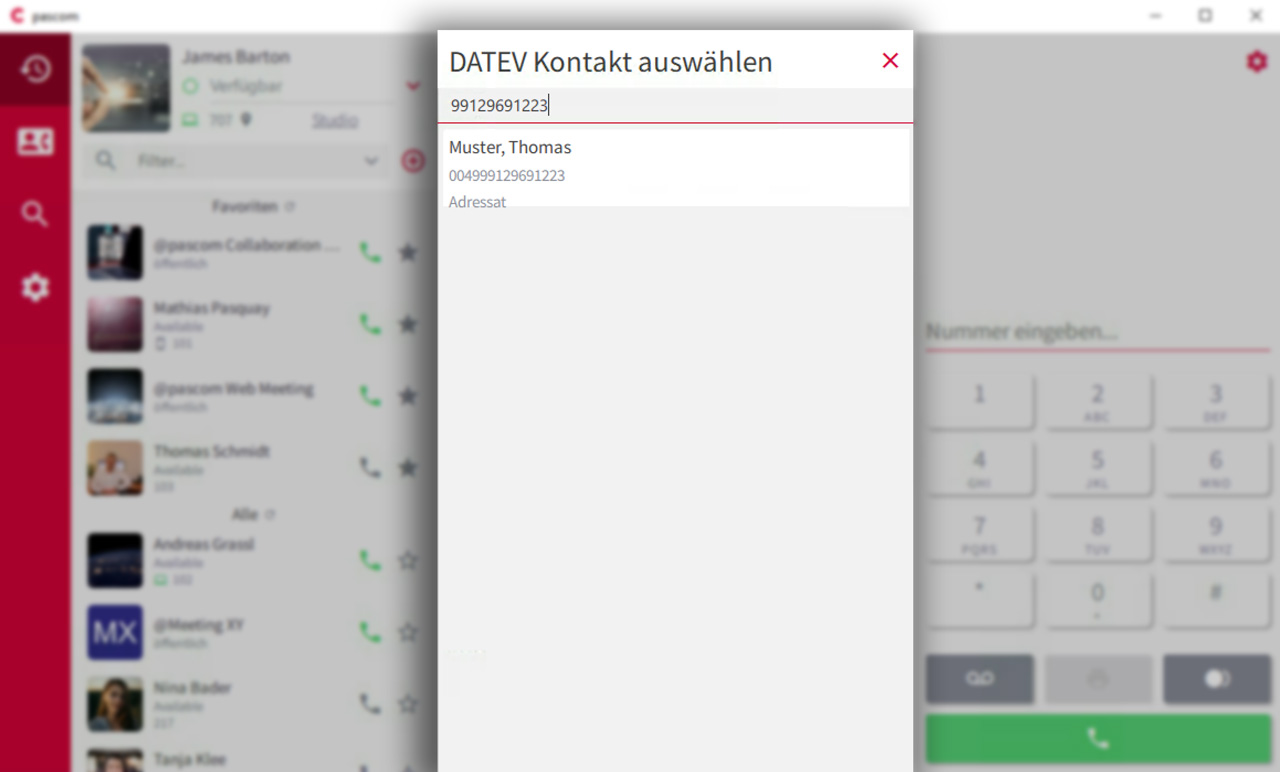 pascom
James Barton
Verfügbar
707
Studio
Filter...
Favoriten
@pascom Collaboration ...
öffentlich
Mathias Pasquay
Available
101
@pascom Web Meeting
öffentlich
Thomas Schmidt
Available
103
Alle
Andreas Grassl
Available
102
MX
@Meeting XY
öffentlich
Nina Bader
Available
217
Tanja Klee
DATEV Kontakt auswählen
99129691223
Muster, Thomas
004999129691223
Adressat
Nummer eingeben...
1
2
ABC
3
DEF
4
GHI
5
JKL
6
MNO
7
PQRS
8
TUV
9
WXYZ
*
0
+
#